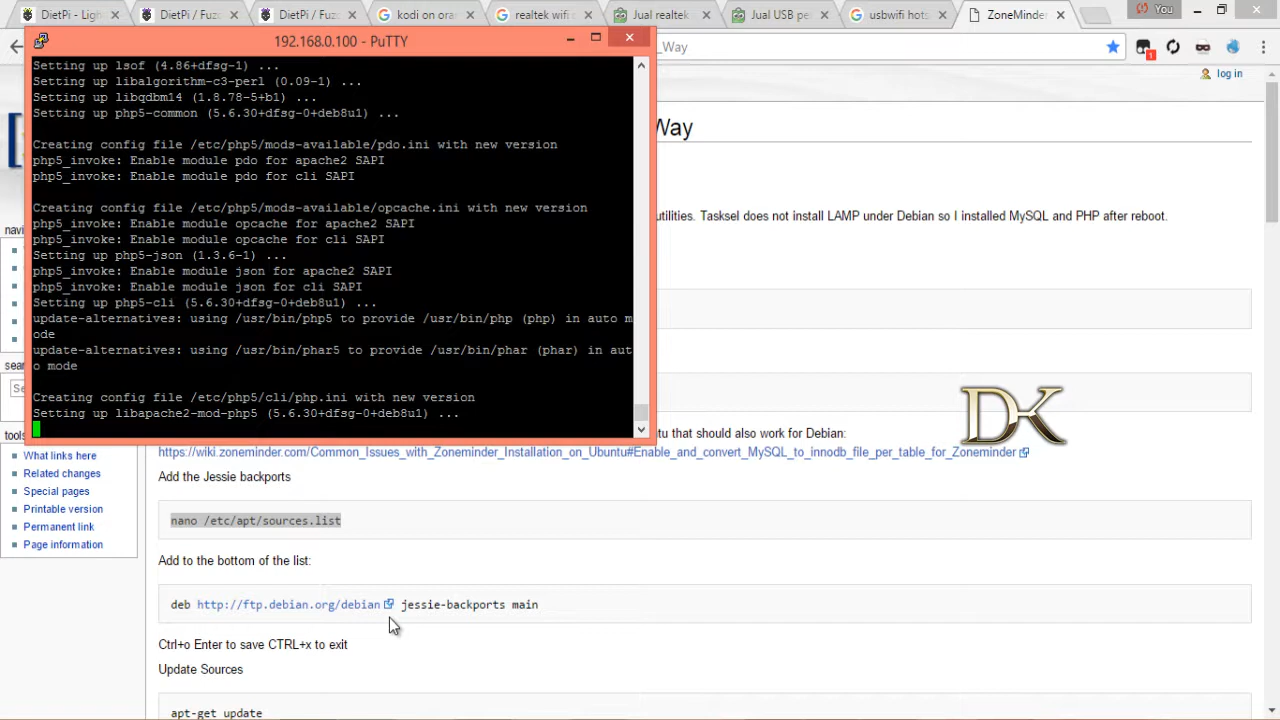 DietPi - Ligh
DietPi / Fuzo
DietPi / Fuzo
kodi on oran
realtek wifi d
Jual realtek
Jual USB pe
usbwifi hots
ZoneMinder
You
_Way
1
192.168.0.100 - PuTTY
log in
Way
Setting up lsof (4.86+dfsg-1) ...
Setting up libalgorithm-c3-perl (0.09-1) ...
Setting up libqdbm14 (1.8.78-5+b1) ...
Setting up php5-common (5.6.30+dfsg-0+deb8u1) ...
Creating config file /etc/php5/mods-available/pdo.ini with new version
php5_invoke: Enable module pdo for apache2 SAPI
php5_invoke: Enable module pdo for cli SAPI
Creating config file /etc/php5/mods-available/opcache.ini with new version
php5_invoke: Enable module opcache for apache2 SAPI
php5_invoke: Enable module opcache for cli SAPI
Setting up php5-json (1.3.6-1) ...
php5_invoke: Enable module json for apache2 SAPI
php5_invoke: Enable module json for cli SAPI
Setting up php5-cli (5.6.30+dfsg-0+deb8u1) ...
update-alternatives: using /usr/bin/php5 to provide /usr/bin/php (php) in auto m
ode
update-alternatives: using /usr/bin/phar5 to provide /usr/bin/phar (phar) in aut
o mode
Creating config file /etc/php5/cli/php.ini with new version
Setting up libapache2-mod-php5 (5.6.30+dfsg-0+deb8u1) ...
utilities. Tasksel does not install LAMP under Debian so I installed MySQL and PHP after reboot.
navi
sear
Se
tools
What links here
Related changes
Special pages
Printable version
Permanent link
Page information
DK
tu that should also work for Debian:
https://wiki.zoneminder.com/Common_Issues_with_Zoneminder_Installation_on_Ubuntu#Enable_and_convert_MySQL_to_innodb_file_per_table_for_Zoneminder
Add the Jessie backports
nano /etc/apt/sources.list
Add to the bottom of the list:
deb http://ftp.debian.org/debian jessie-backports main
Ctrl+o Enter to save CTRL+x to exit
Update Sources
apt-get update